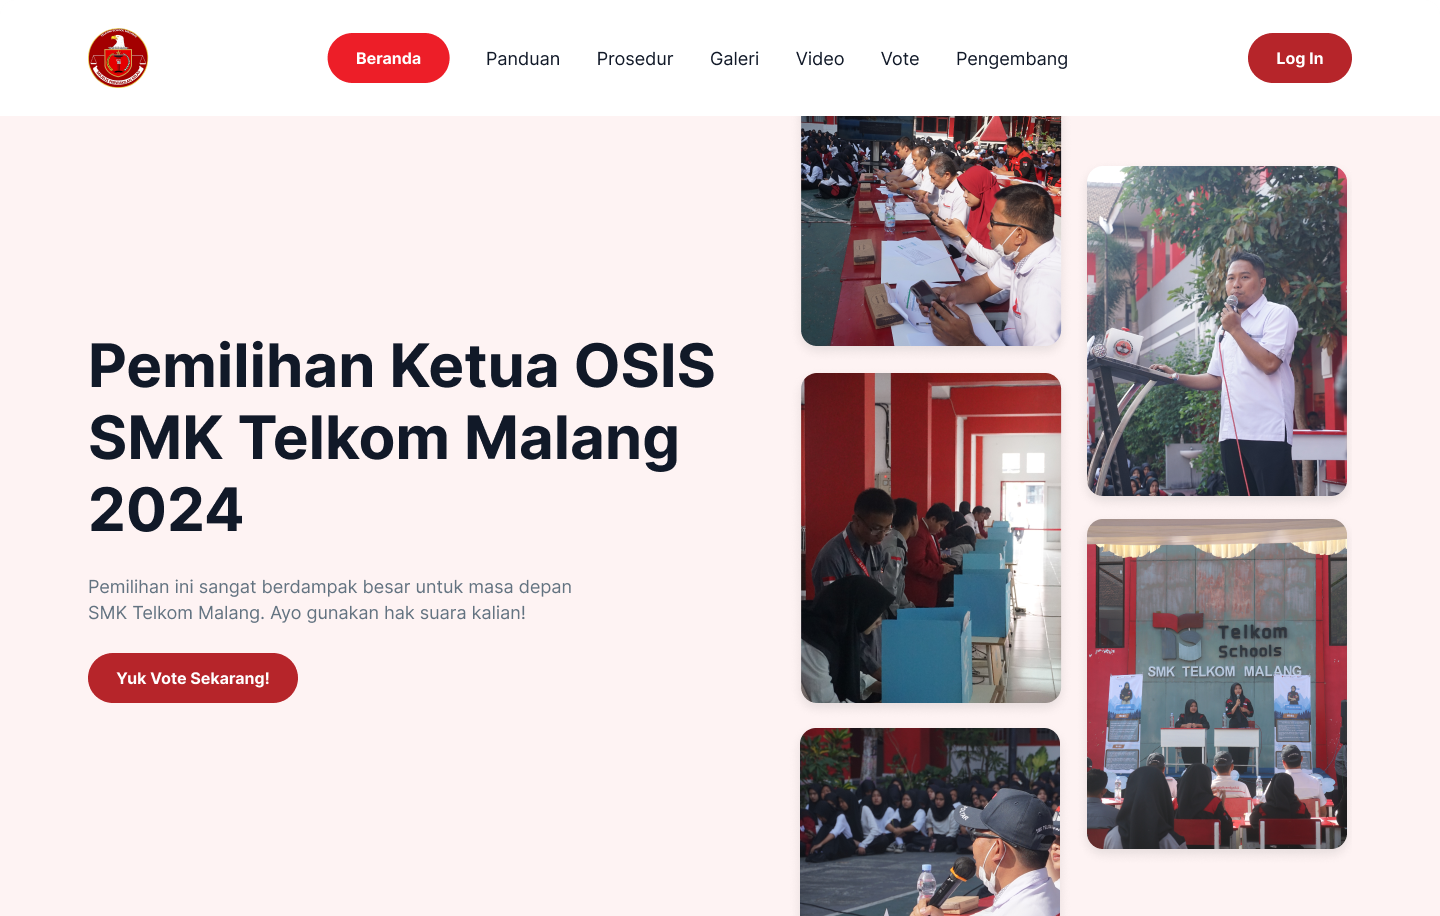 Beranda
Panduan
Prosedur
Galeri
Video
Vote
Pengembang
Log In
Pemilihan Ketua OSIS
SMK Telkom Malang
2024
Pemilihan ini sangat berdampak besar untuk masa depan
SMK Telkom Malang. Ayo gunakan hak suara kalian!
Yuk Vote Sekarang!
Telkom
Schools
SMK TELKOM MALANG